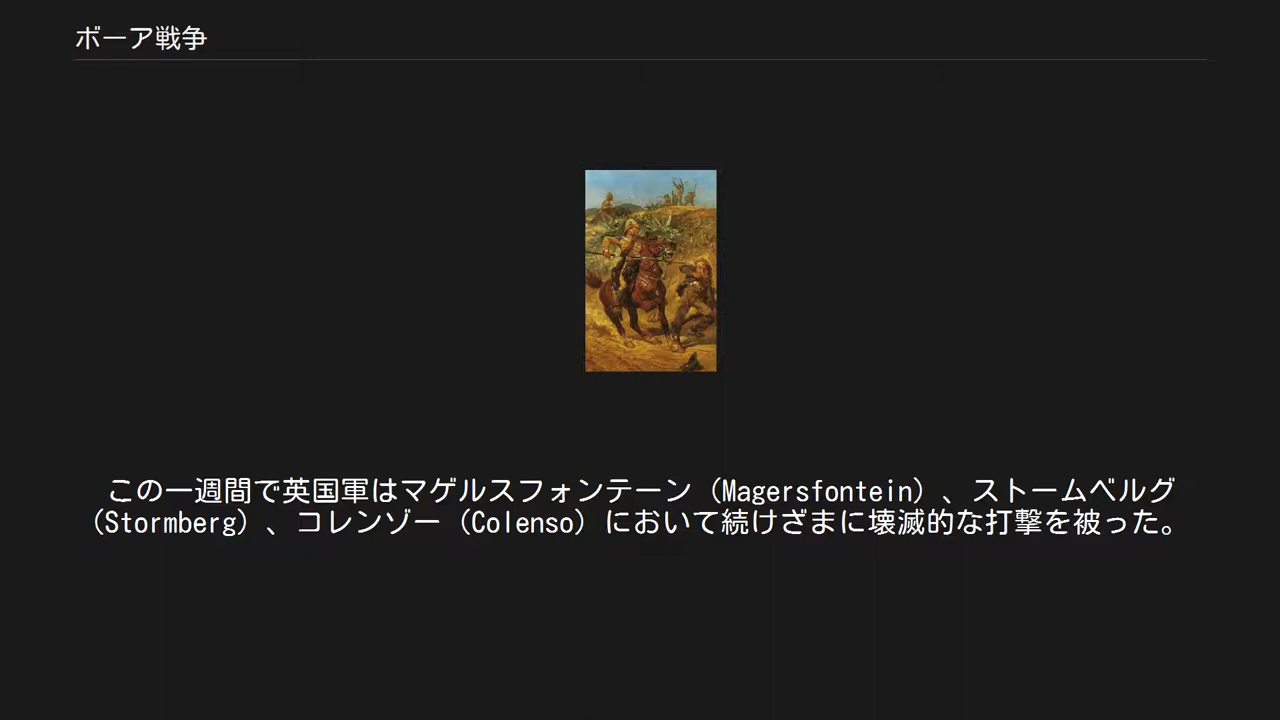 ボーア戦争
この一週間で英国軍はマゲルスフォンテーン（Magersfontein）、ストームベルグ
（Stormberg）、コレンゾー（Colenso）において続けざまに壊滅的な打撃を被った。